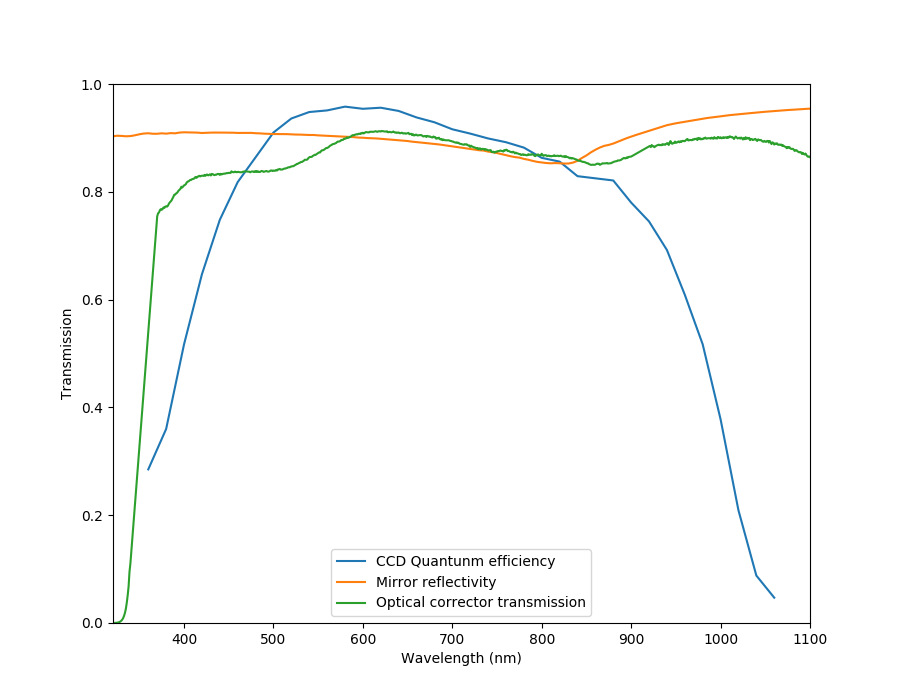 1.0
0.8
0.6
0.4
0.2
0.0
Transmission
CCD Quantunm efficiency
Mirror reflectivity
Optical corrector transmission
400 500 600 700 800 900 1000 1100
Wavelength (nm)